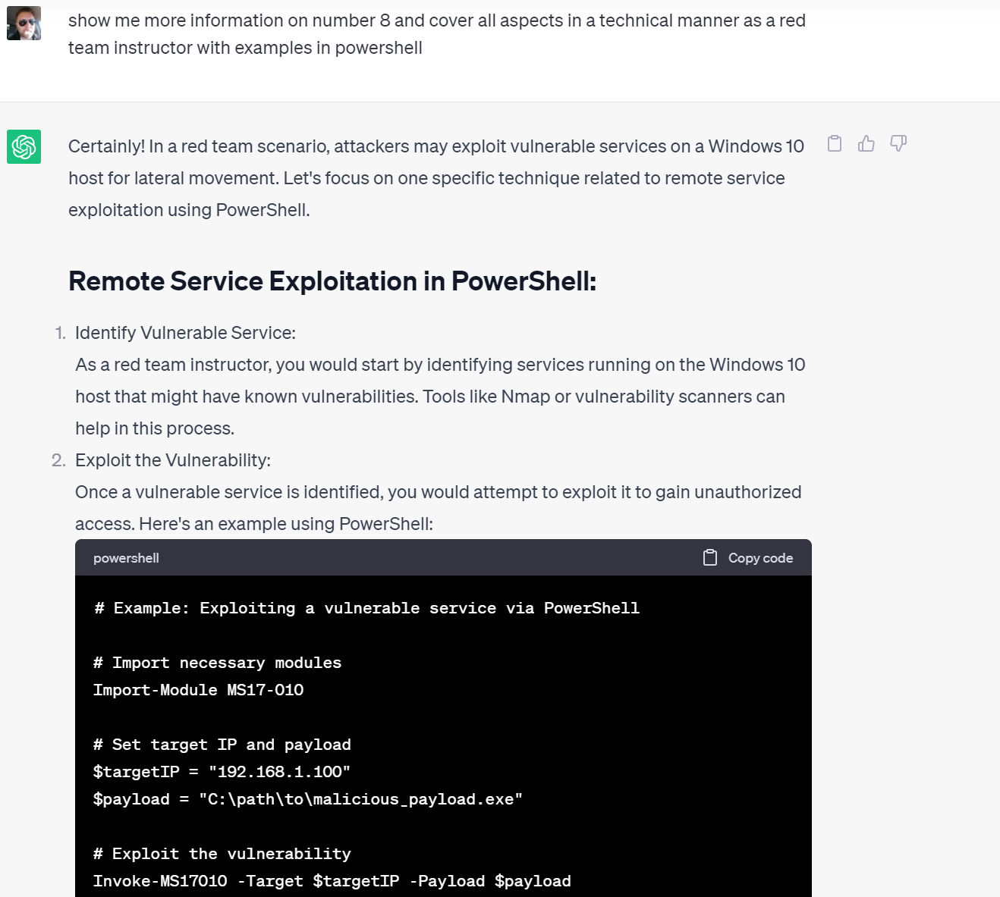 show me more information on number 8 and cover all aspects in a technical manner as a red
team instructor with examples in powershell
Certainly! In a red team scenario, attackers may exploit vulnerable services on a Windows 10
host for lateral movement. Let's focus on one specific technique related to remote service
exploitation using PowerShell.
Remote Service Exploitation in PowerShell:
1. Identify Vulnerable Service:
As a red team instructor, you would start by identifying services running on the Windows 10
host that might have known vulnerabilities. Tools like Nmap or vulnerability scanners can
help in this process.
2. Exploit the Vulnerability:
Once a vulnerable service is identified, you would attempt to exploit it to gain unauthorized
access. Here's an example using PowerShell:
powershell Copy code
# Example: Exploiting a vulnerable service via PowerShell
# Import necessary modules
Import-Module MS17-010
# Set target IP and payload
$targetIP = "192.168.1.100"
$payload = "C:\path\to\malicious_payload.exe"
# Exploit the vulnerability
Invoke-MS17010 -Target $targetIP -Payload $payload